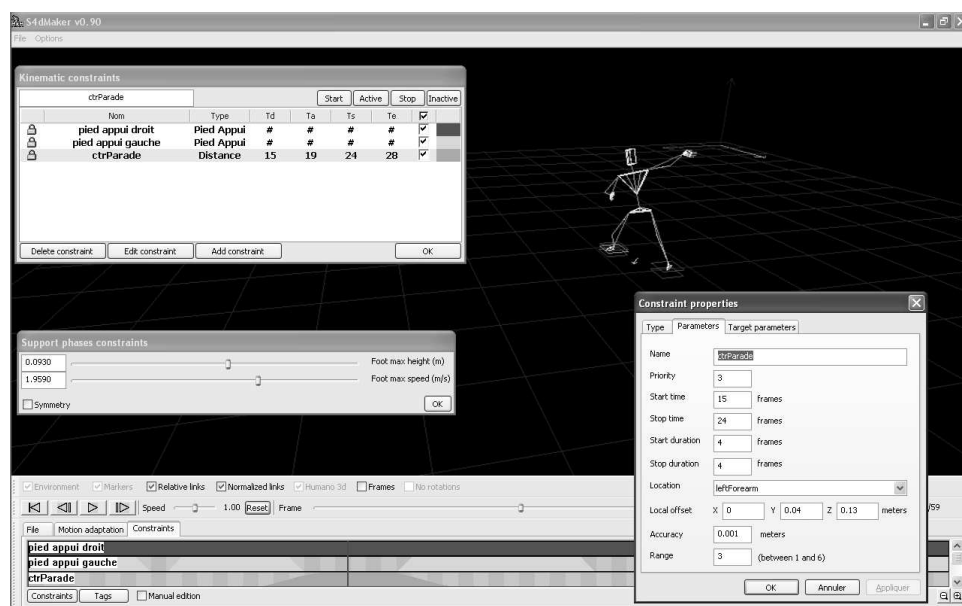 S4dMaker v0.90
File Options
Kinematic constraints
ctrParade Start Active Stop Inactive
Nom Type Td Ta Ts Te
pied appui droit Pied Appui # # # #
pied appui gauche Pied Appui # # # #
ctrParade Distance 15 19 24 28
Delete constraint Edit constraint Add constraint OK
Support phases constraints
0.0930 Foot max height (m)
1.9590 Foot max speed (m/s)
Symmetry OK
Constraint properties
Type Parameters Target parameters
Name ctrParade
Priority 3
Start time 15 frames
Stop time 24 frames
Start duration 4 frames
Stop duration 4 frames
Location leftForearm
Local offset X 0 Y 0.04 Z 0.13 meters
Accuracy 0.001 meters
Range 3 (between 1 and 6)
OK Annuler Appliquer
Environment Markers Relative links Normalized links Humano 3d Frames No rotations
Speed 1.00 Reset Frame /59
File Motion adaptation Constraints
pied appui droit
pied appui gauche
ctrParade
Constraints Tags Manual edition